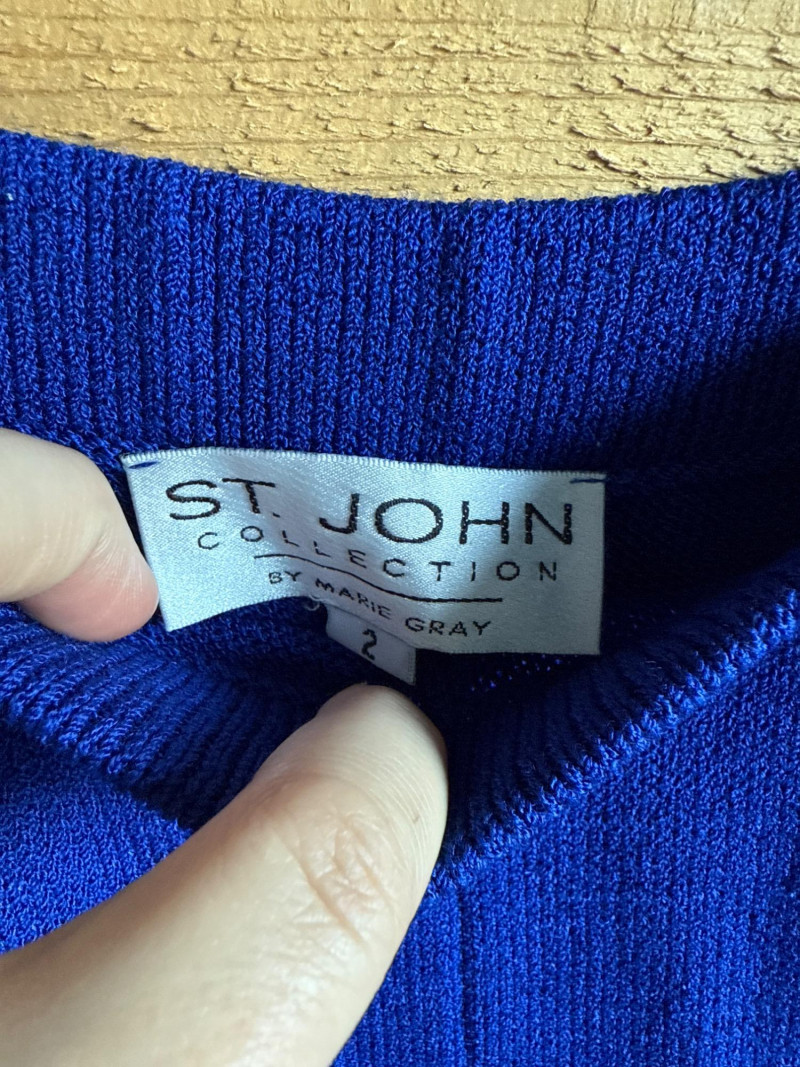 ST. JOHN
COLLECTION
BY MARIE GRAY
2